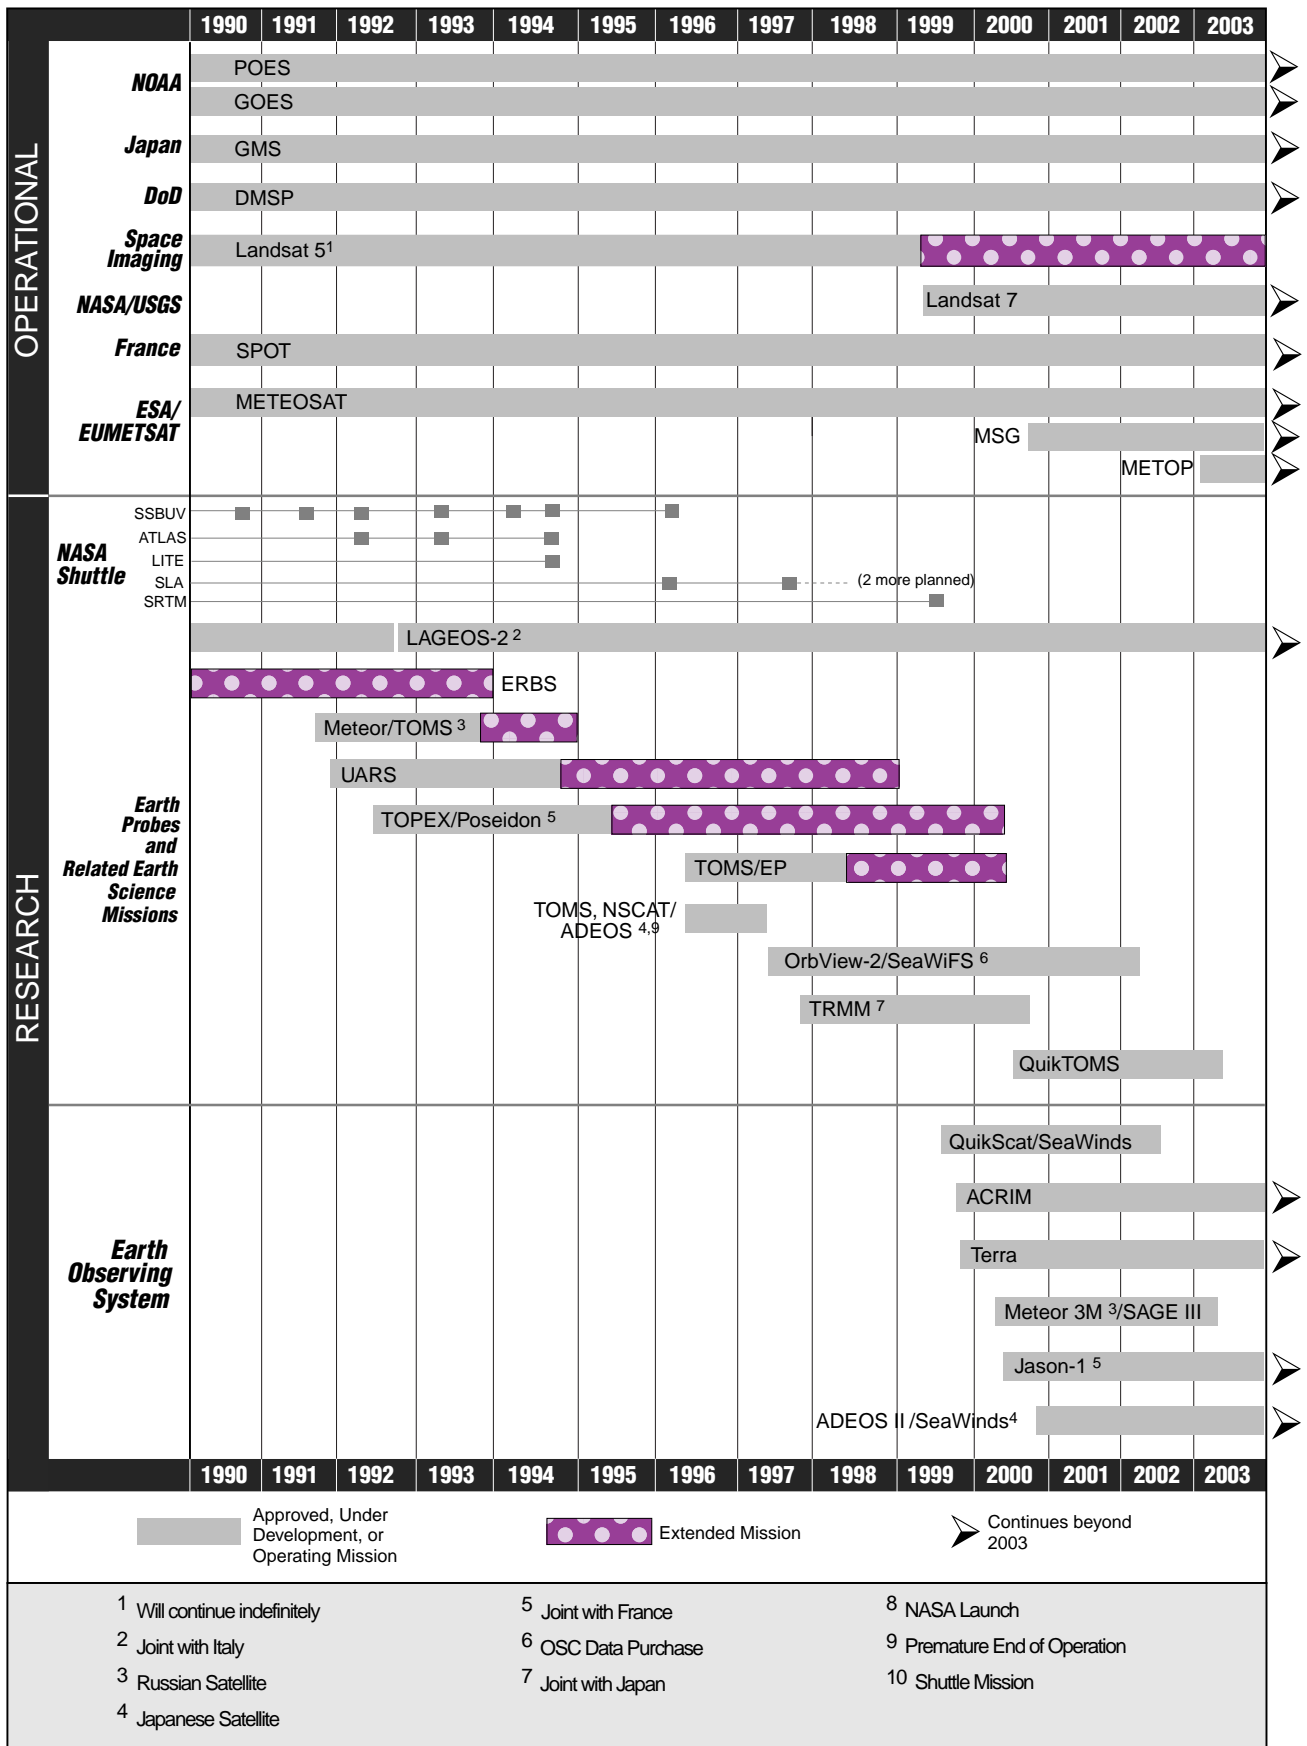 1990 1991 1992 1993 1994 1995 1996 1997 1998 1999 2000 2001 2002 2003
OPERATIONAL
NOAA
POES
GOES
Japan
GMS
DoD
DMSP
Space
Imaging
Landsat 5 1
NASA/USGS
Landsat 7
France
SPOT
ESA/
EUMETSAT
METEOSAT
MSG
METOP
RESEARCH
NASA
Shuttle
SSBUV
ATLAS
LITE
SLA
(2 more planned)
SRTM
Earth
Probes
and
Related Earth
Science
Missions
LAGEOS-2 2
ERBS
Meteor/TOMS 3
UARS
TOPEX/Poseidon 5
TOMS/EP
TOMS, NSCAT/
ADEOS 4,9
OrbView-2/SeaWiFS 6
TRMM 7
QuikTOMS
Earth
Observing
System
QuikScat/SeaWinds
ACRIM
Terra
Meteor 3M 3/SAGE III
Jason-1 5
ADEOS II /SeaWinds 4
1990 1991 1992 1993 1994 1995 1996 1997 1998 1999 2000 2001 2002 2003
Approved, Under
Development, or
Operating Mission
Extended Mission
Continues beyond
2003
1 Will continue indefinitely
2 Joint with Italy
3 Russian Satellite
4 Japanese Satellite
5 Joint with France
6 OSC Data Purchase
7 Joint with Japan
8 NASA Launch
9 Premature End of Operation
10 Shuttle Mission